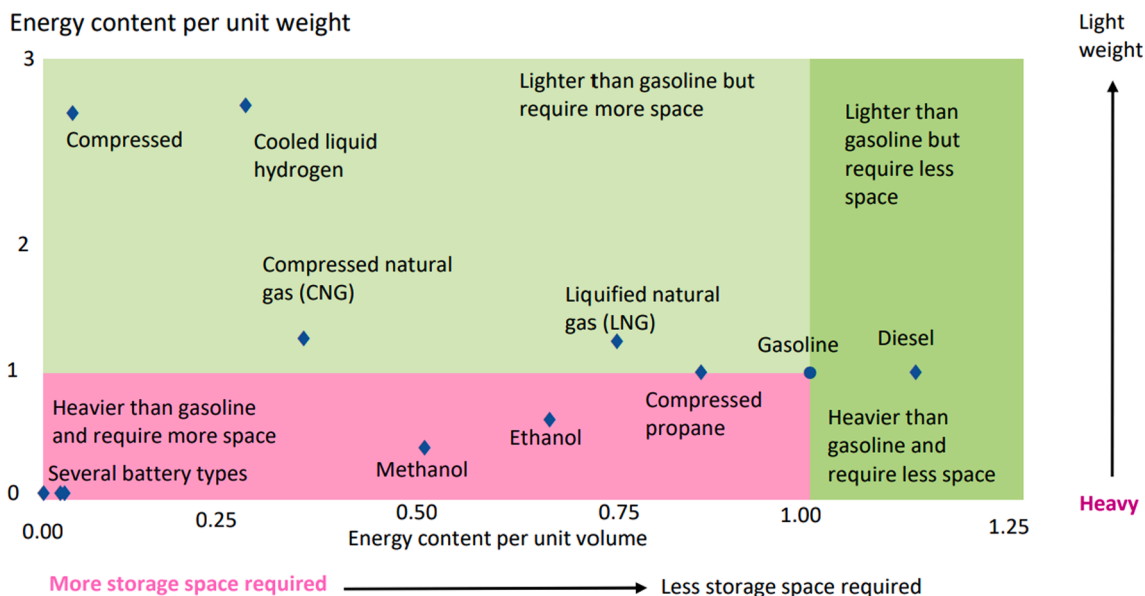 Energy content per unit weight
Light
weight
3
Lighter than gasoline but
require more space
Lighter than
gasoline but
require less
space
Compressed
Cooled liquid
hydrogen
2
Compressed natural
gas (CNG)
Liquified natural
gas (LNG)
Gasoline
Diesel
1
Heavier than gasoline
and require more space
Compressed
propane
Heavier than
gasoline and
require less space
Ethanol
Methanol
Several battery types
0
Heavy
0.00
0.25
0.50
0.75
1.00
1.25
Energy content per unit volume
More storage space required
Less storage space required